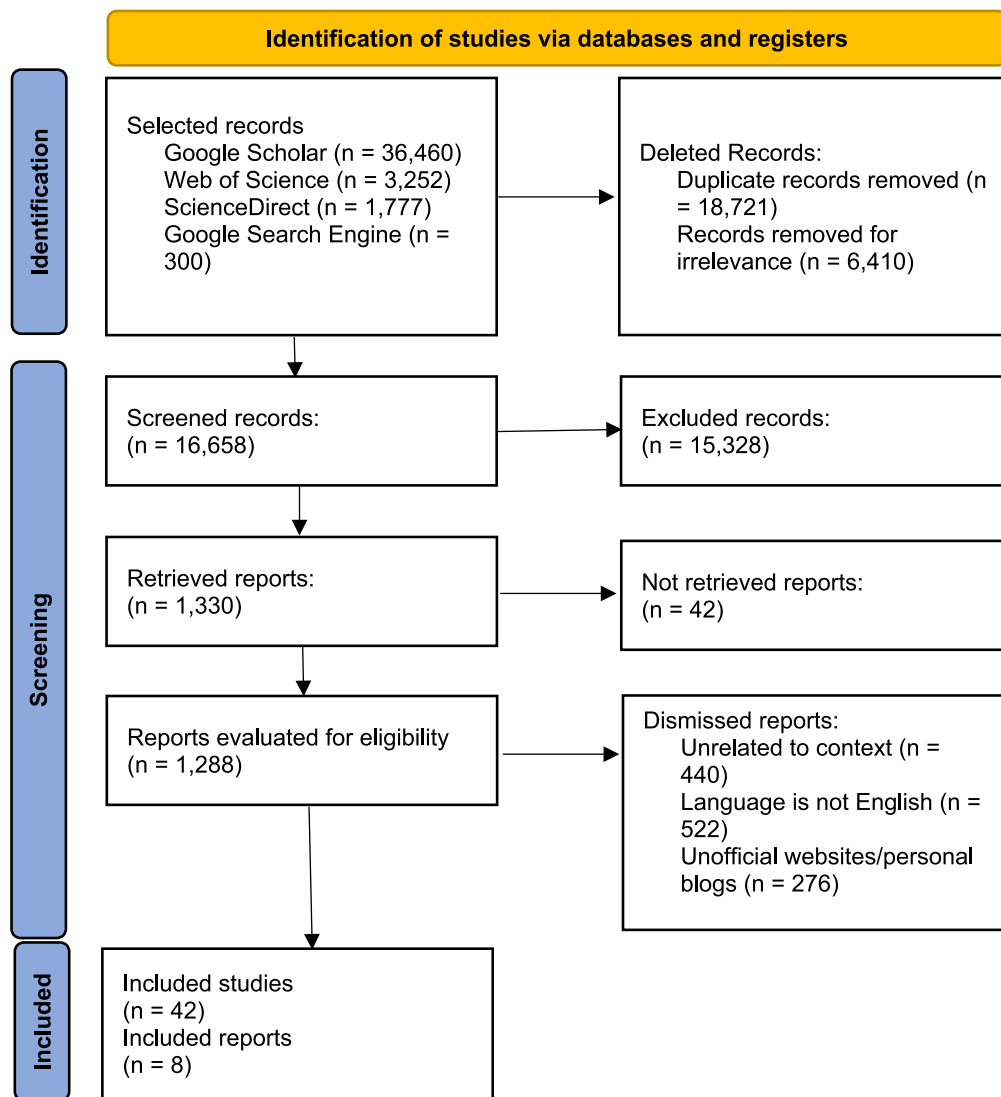 Identification of studies via databases and registers
Identification
Selected records
Google Scholar (n = 36,460)
Web of Science (n = 3,252)
ScienceDirect (n = 1,777)
Google Search Engine (n =
300)
Deleted Records:
Duplicate records removed (n
= 18,721)
Records removed for
irrelevance (n = 6,410)
Screening
Screened records:
(n = 16,658)
Excluded records:
(n = 15,328)
Retrieved reports:
(n = 1,330)
Not retrieved reports:
(n = 42)
Reports evaluated for eligibility
(n = 1,288)
Dismissed reports:
Unrelated to context (n =
440)
Language is not English (n =
522)
Unofficial websites/personal
blogs (n = 276)
Included
Included studies
(n = 42)
Included reports
(n = 8)